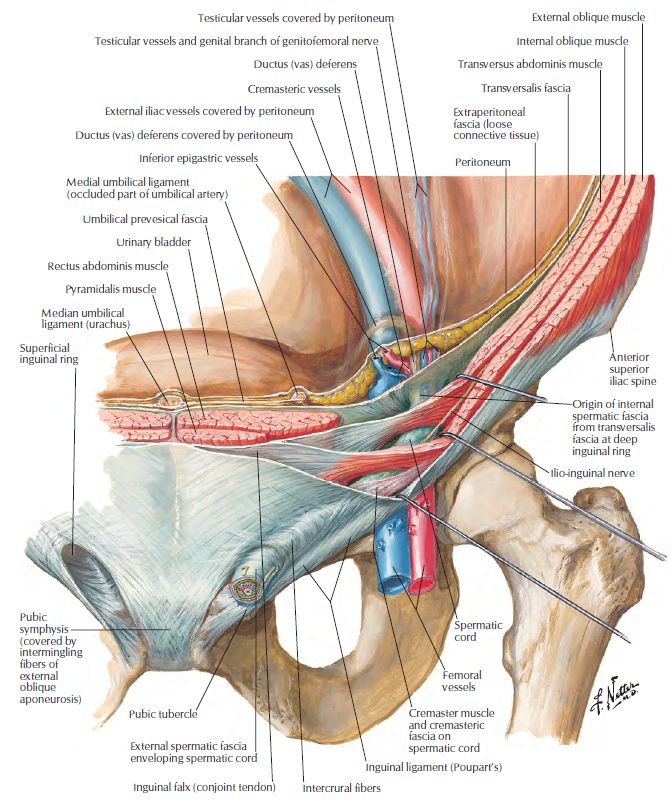 Testicular vessels covered by peritoneum
Testicular vessels and genital branch of genitofemoral nerve
Ductus (vas) deferens
Cremasteric vessels
External iliac vessels covered by peritoneum
Ductus (vas) deferens covered by peritoneum
Inferior epigastric vessels
Medial umbilical ligament
(occluded part of umbilical artery)
Umbilical prevesical fascia
Urinary bladder
Rectus abdominis muscle
Pyramidalis muscle
Median umbilical
ligament (urachus)
Superficial
inguinal ring
External oblique muscle
Internal oblique muscle
Transversus abdominis muscle
Transversalis fascia
Extraperitoneal
fascia (loose
connective tissue)
Peritoneum
Anterior
superior
iliac spine
Origin of internal
spermatic fascia
from transversalis
fascia at deep
inguinal ring
Ilio-inguinal nerve
Pubic
symphysis
(covered by
intermingling
fibers of
external
oblique
aponeurosis)
Pubic tubercle
External spermatic fascia
enveloping spermatic cord
Inguinal falx (conjoint tendon)
Intercrural fibers
Inguinal ligament (Poupart's)
Cremaster muscle
and cremasteric
fascia on
spermatic cord
Femoral
vessels
Spermatic
cord
F. Netter
M.D.